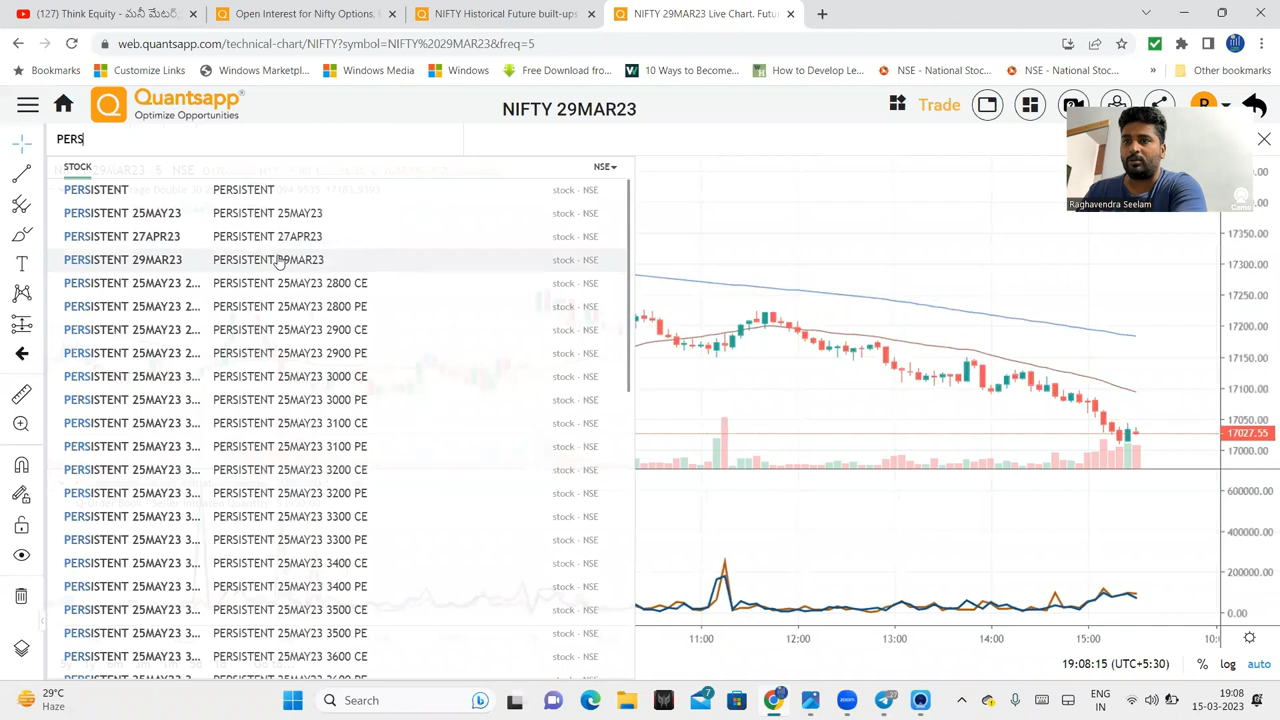 (127) Think Equity - మనీ మేటర్,
Open Interest for Nifty Options,
NIFTY Historical Future built-ups
NIFTY 29MAR23 Live Chart. Futu
web.quantsapp.com/technical-chart/NIFTY?symbol=NIFTY%2029MAR23&freq=5
Bookmarks
Customize Links
Windows Marketpl...
Windows Media
Windows
Free Download fro...
10 Ways to Become...
How to Develop Le...
NSE - National Stoc...
NSE - National Stoc...
Other bookmarks
Quantsapp
Optimize Opportunities
NIFTY 29MAR23
Trade
R
PERS
Raghavendra Seelam
STOCK
NSE
PERSISTENT PERSISTENT stock - NSE
PERSISTENT 25MAY23 PERSISTENT 25MAY23 stock - NSE
PERSISTENT 27APR23 PERSISTENT 27APR23 stock - NSE
PERSISTENT 29MAR23 PERSISTENT 29MAR23 stock - NSE
PERSISTENT 25MAY23 2... PERSISTENT 25MAY23 2800 CE stock - NSE
PERSISTENT 25MAY23 2... PERSISTENT 25MAY23 2800 PE stock - NSE
PERSISTENT 25MAY23 2... PERSISTENT 25MAY23 2900 CE stock - NSE
PERSISTENT 25MAY23 2... PERSISTENT 25MAY23 2900 PE stock - NSE
PERSISTENT 25MAY23 3... PERSISTENT 25MAY23 3000 CE stock - NSE
PERSISTENT 25MAY23 3... PERSISTENT 25MAY23 3000 PE stock - NSE
PERSISTENT 25MAY23 3... PERSISTENT 25MAY23 3100 CE stock - NSE
PERSISTENT 25MAY23 3... PERSISTENT 25MAY23 3100 PE stock - NSE
PERSISTENT 25MAY23 3... PERSISTENT 25MAY23 3200 CE stock - NSE
PERSISTENT 25MAY23 3... PERSISTENT 25MAY23 3200 PE stock - NSE
PERSISTENT 25MAY23 3... PERSISTENT 25MAY23 3300 CE stock - NSE
PERSISTENT 25MAY23 3... PERSISTENT 25MAY23 3300 PE stock - NSE
PERSISTENT 25MAY23 3... PERSISTENT 25MAY23 3400 CE stock - NSE
PERSISTENT 25MAY23 3... PERSISTENT 25MAY23 3400 PE stock - NSE
PERSISTENT 25MAY23 3... PERSISTENT 25MAY23 3500 CE stock - NSE
PERSISTENT 25MAY23 3... PERSISTENT 25MAY23 3500 PE stock - NSE
PERSISTENT 25MAY23 3... PERSISTENT 25MAY23 3600 CE stock - NSE
17350.00
17300.00
17250.00
17200.00
17150.00
17100.00
17050.00
17027.55
17000.00
600000.00
400000.00
200000.00
0.00
11:00 12:00 13:00 14:00 15:00
19:08:15 (UTC+5:30) % log auto
29°C
Haze
Search
ENG
IN
19:08
15-03-2023